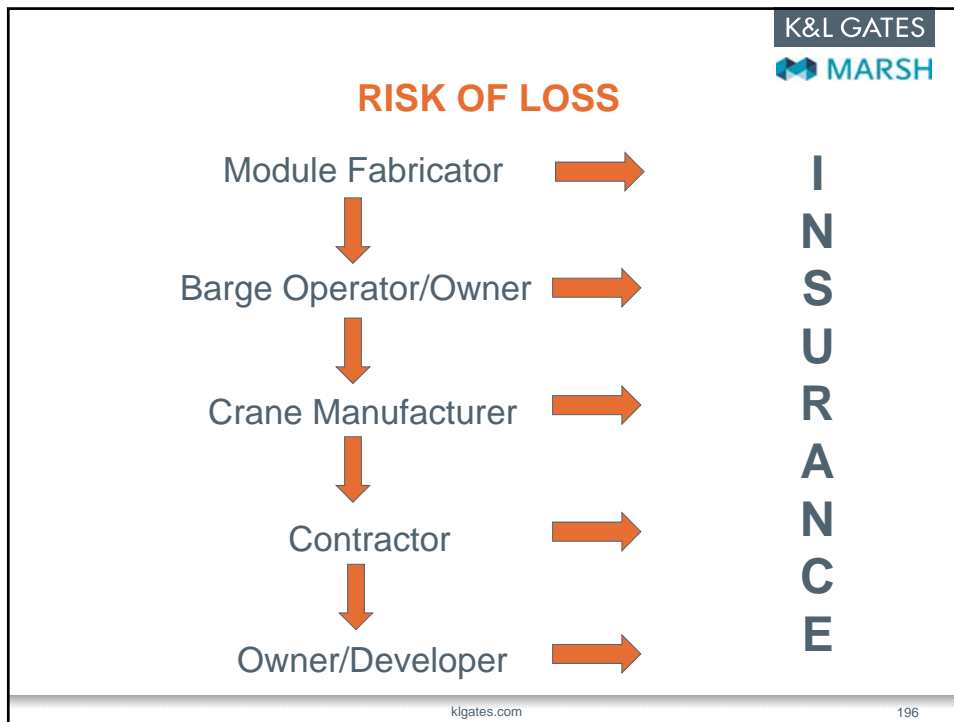 K&L GATES
MARSH
RISK OF LOSS
Module Fabricator
Barge Operator/Owner
Crane Manufacturer
Contractor
Owner/Developer
I
N
S
U
R
A
N
C
E
klgates.com
196